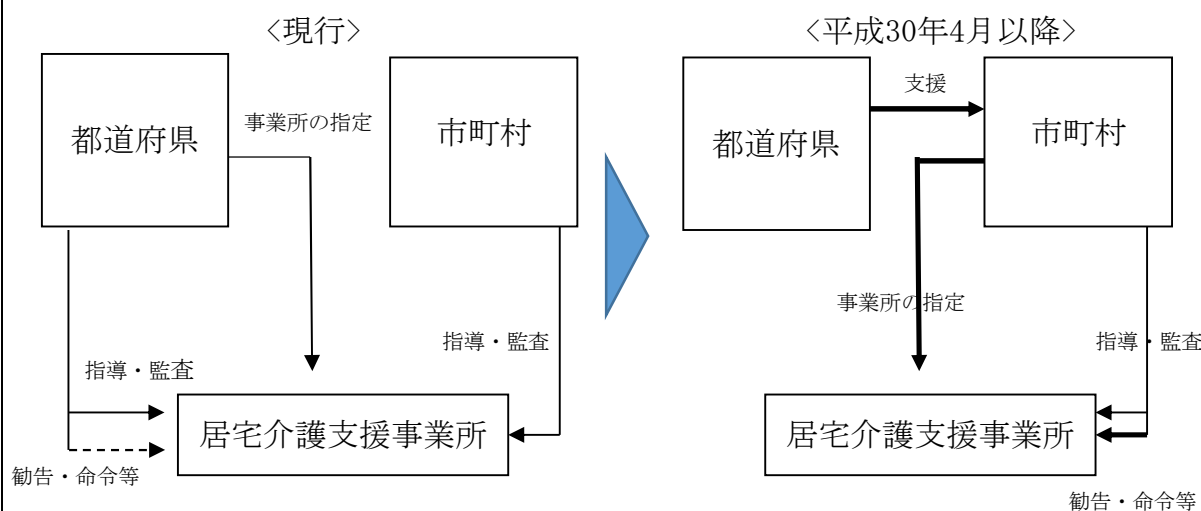 <現行>
都道府県
事業所の指定
市町村
指導・監査
指導・監査
居宅介護支援事業所
勧告・命令等
<平成30年4月以降>
都道府県
支援
市町村
事業所の指定
指導・監査
居宅介護支援事業所
勧告・命令等